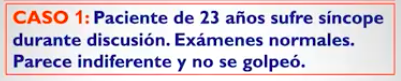 CASO 1: Paciente de 23 años sufre síncope
durante discusión. Exámenes normales.
Parece indiferente y no se golpeó.